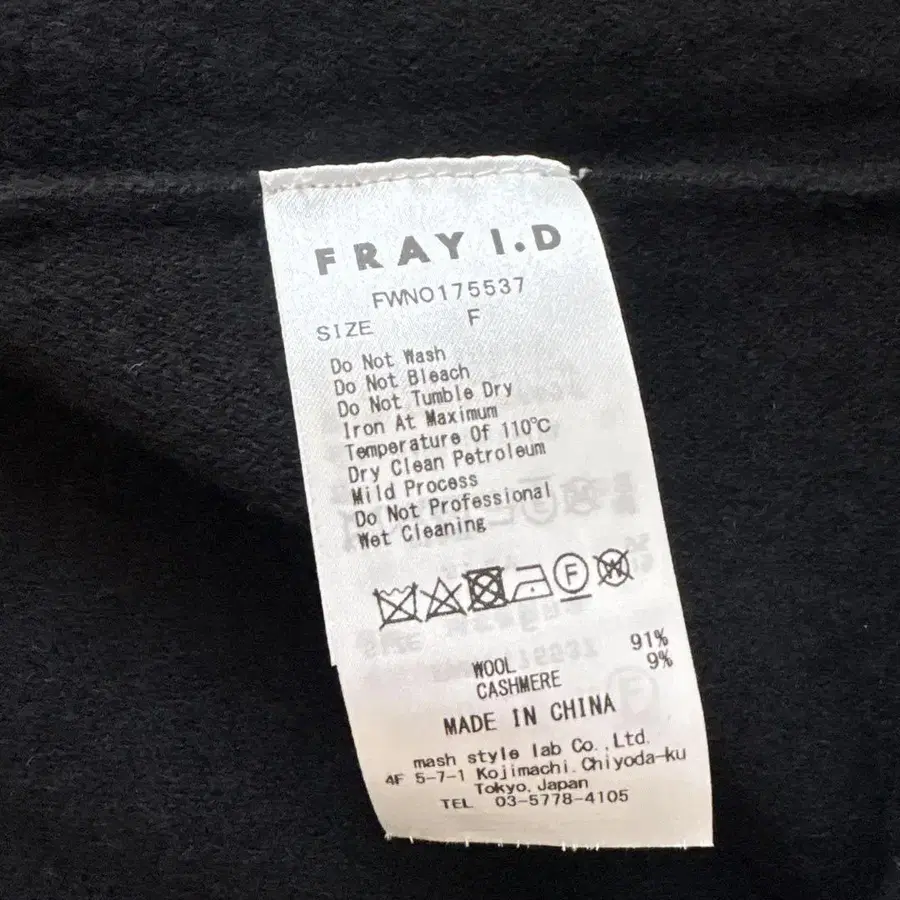 FRAY I.D
FWNO175537
SIZE F
Do Not Wash
Do Not Bleach
Do Not Tumble Dry
Iron At Maximum
Temperature Of 110℃
Dry Clean Petroleum
Mild Process
Do Not Professional
Wet Cleaning
F W
WOOL 91%
CASHMERE 9%
MADE IN CHINA
mash style lab Co.,Ltd.
4F 5-7-1 Kojimachi. Chiyoda-ku
Tokyo, Japan
TEL 03-5778-4105